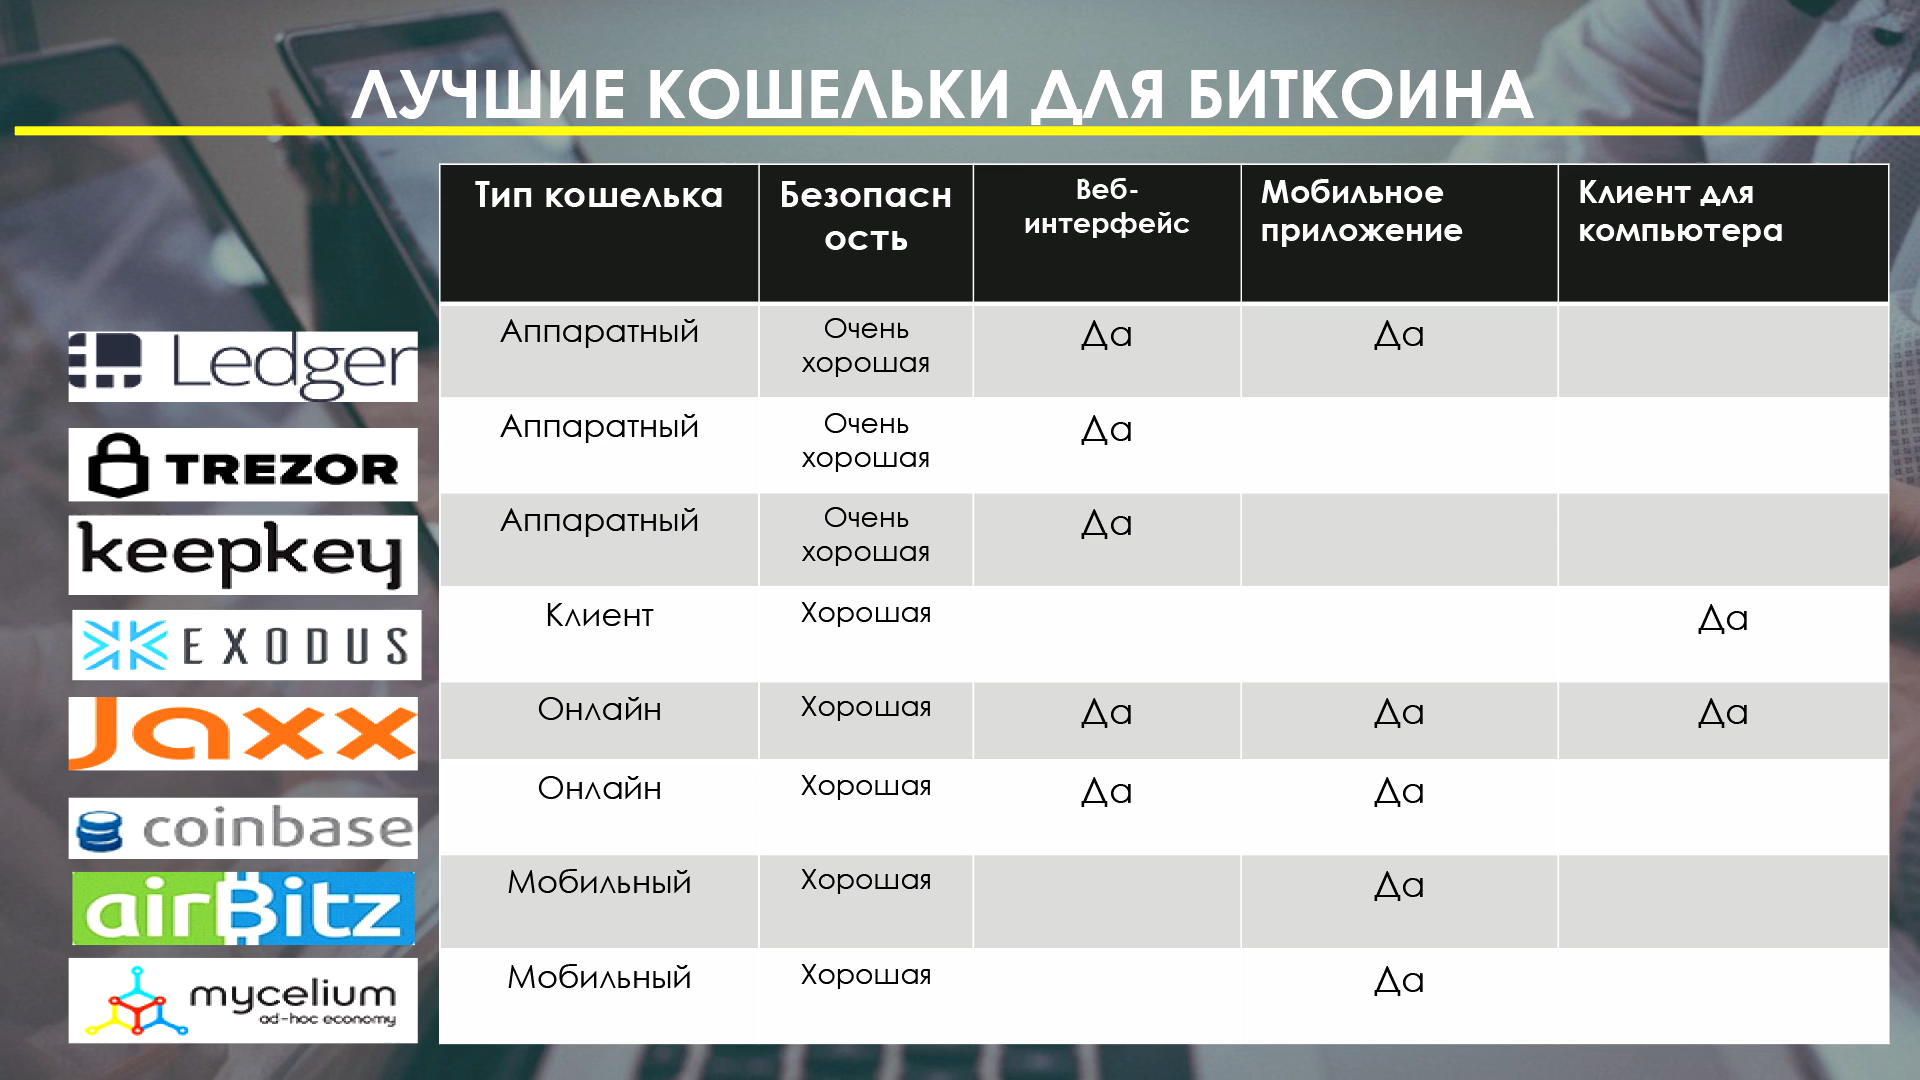 ЛУЧШИЕ КОШЕЛЬКИ ДЛЯ БИТКОИНА
Тип кошелька
Безопасн
ость
Веб-
интерфейс
Мобильное
приложение
Клиент для
компьютера
Ledger
Аппаратный
Очень
хорошая
Да
Да
TREZOR
Аппаратный
Очень
хорошая
Да
keepkey
Аппаратный
Очень
хорошая
Да
EXODUS
Клиент
Хорошая
Да
Jaxx
Онлайн
Хорошая
Да
Да
Да
coinbase
Онлайн
Хорошая
Да
Да
airBitz
Мобильный
Хорошая
Да
mycelium
ad-hoc economy
Мобильный
Хорошая
Да